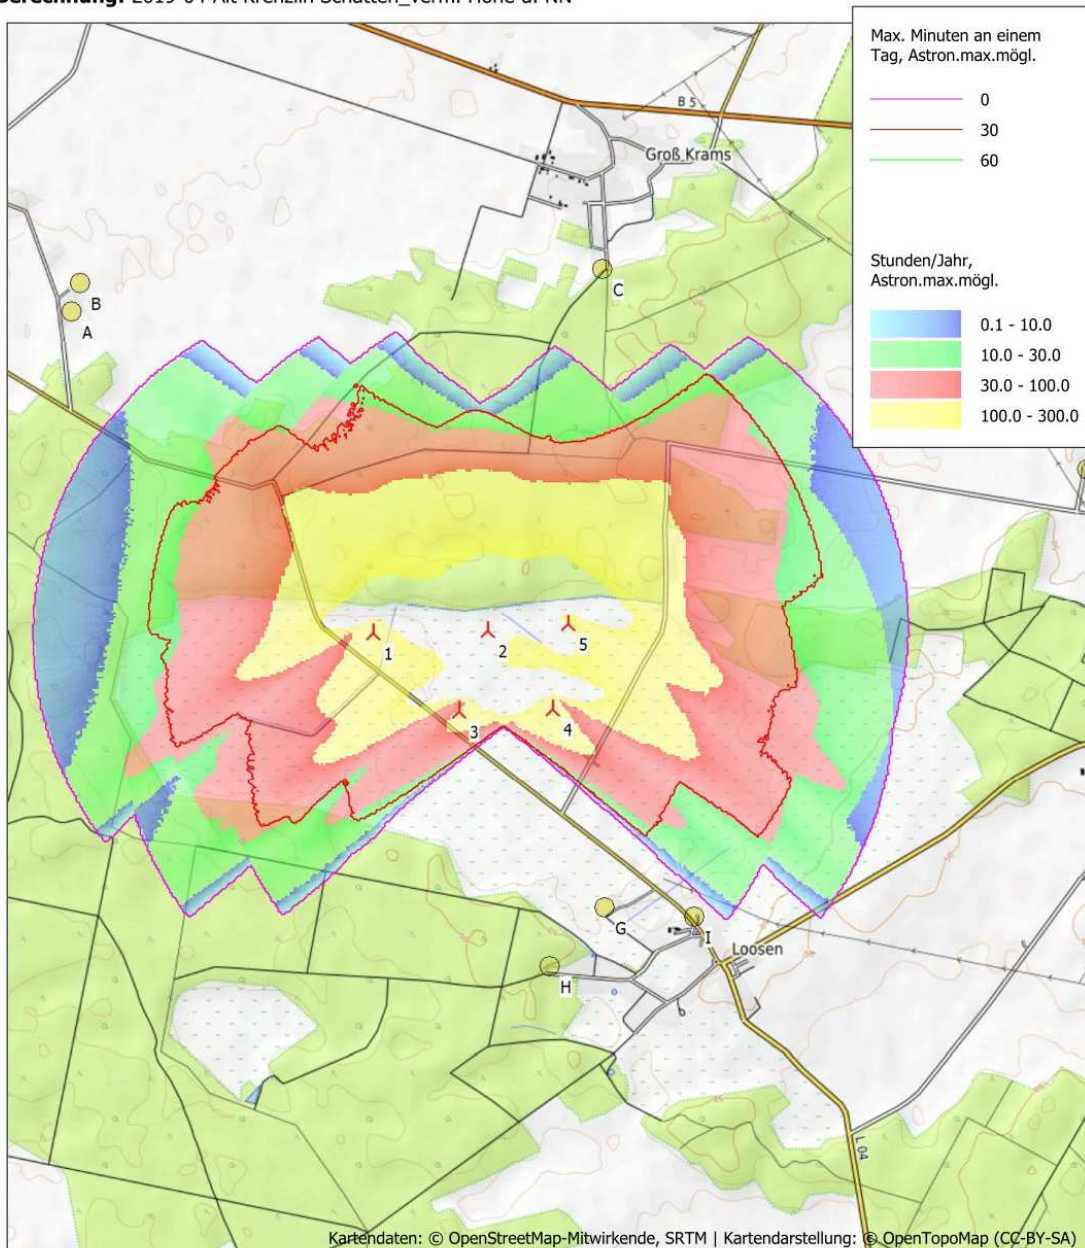 Berechnung: 2019-04 Alt Krenzlin Schatten_verm. Höhe ü. NN
Max. Minuten an einem
Tag, Astron.max.mögl.
0
30
60
Stunden/Jahr,
Astron.max.mögl.
0.1 - 10.0
10.0 - 30.0
30.0 - 100.0
100.0 - 300.0
B 5
Groß Krams
C
B
A
1
2
5
3
4
G
I
Loosen
H
L 04
Kartendaten: © OpenStreetMap-Mitwirkende, SRTM | Kartendarstellung: © OpenTopoMap (CC-BY-SA)